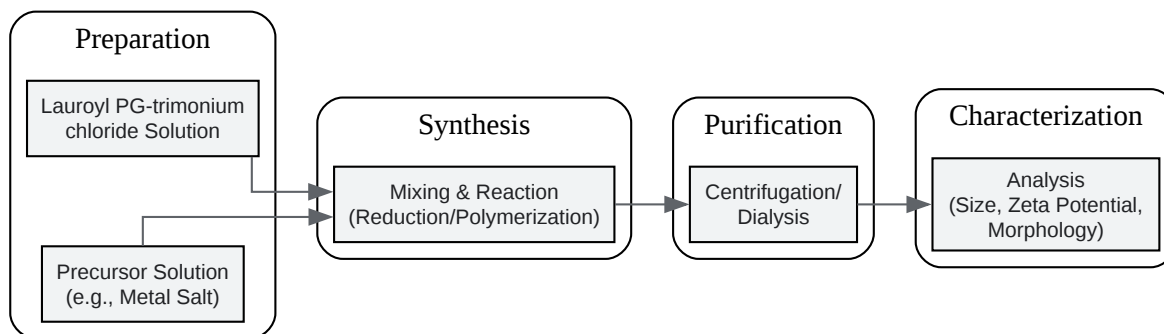 Preparation
Lauroyl PG-trimonium
chloride Solution
Precursor Solution
(e.g., Metal Salt)
Synthesis
Mixing & Reaction
(Reduction/Polymerization)
Purification
Centrifugation/
Dialysis
Characterization
Analysis
(Size, Zeta Potential,
Morphology)